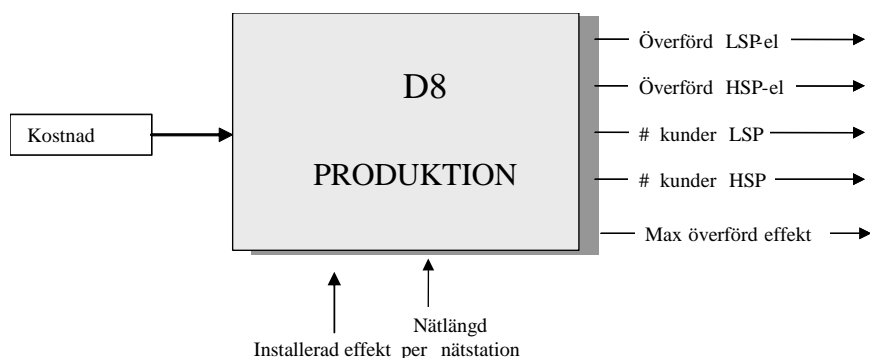 Kostnad
D8
PRODUKTION
Överförd LSP-el
Överförd HSP-el
# kunder LSP
# kunder HSP
Max överförd effekt
Nätlängd
Installerad effekt per nätstation